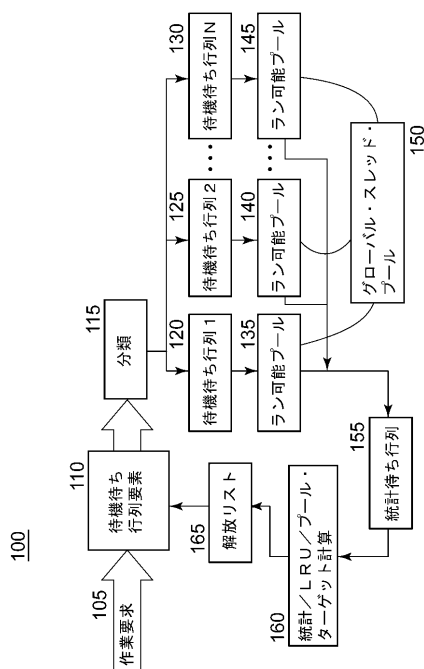 100
105
作業要求
110
待機待ち
行列要素
115
分類
120
待機待ち行列1
125
待機待ち行列2
• • •
130
待機待ち行列N
135
ラン可能プール
140
ラン可能プール
• • •
145
ラン可能プール
150
グローバル・スレッド・
プール
155
統計待ち行列
160
統計/LRU/プール・
ターゲット計算
165
解放リスト